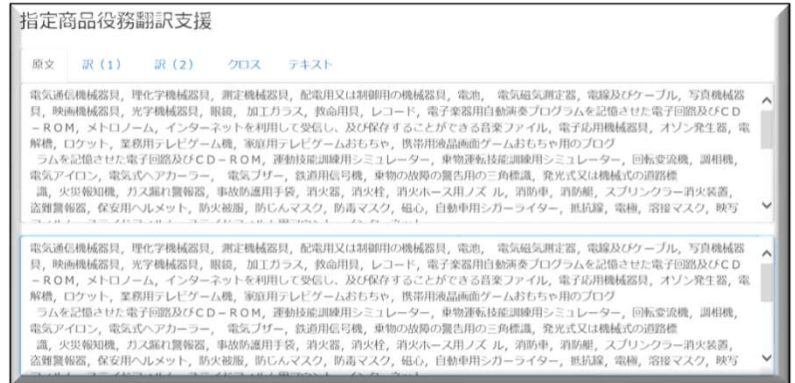 指定商品役務翻訳支援
原文 訳(1) 訳(2) クロス テキスト
電気通信機械器具, 理化学機械器具, 測定機械器具, 配電用又は制御用の機械器具, 電池, 電気磁気測定器, 電線及びケーブル, 写真機械器
具, 映画機械器具, 光学機械器具, 眼鏡, 加工ガラス, 救命用具, レコード, 電子楽器用自動演奏プログラムを記憶させた電子回路及びCD
－ROM, メトロノーム, インターネットを利用して受信し, 及び保存することができる音楽ファイル, 電子応用機械器具, オゾン発生器, 電
解槽, ロケット, 業務用テレビゲーム機, 家庭用テレビゲームおもちゃ, 携帯用液晶画面ゲームおもちゃ用のプログ
ラムを記憶させた電子回路及びCD－ROM, 運動技能訓練用シミュレーター, 乗物運転技能訓練用シミュレーター, 回転変流機, 調相機,
電気アイロン, 電気式ヘアカーラー, 電気ブザー, 鉄道用信号機, 乗物の故障の警告用の三角標識, 発光式又は機械式の道路標
識, 火災報知機, ガス漏れ警報器, 事故防護用手袋, 消火器, 消火栓, 消火ホース用ノズ ル, 消防車, 消防艇, スプリンクラー消火装置,
盗難警報器, 保安用ヘルメット, 防火被服, 防じんマスク, 防毒マスク, 磁心, 自動車用シガーライター, 抵抗線, 電極, 溶接マスク, 映写
電気通信機械器具, 理化学機械器具, 測定機械器具, 配電用又は制御用の機械器具, 電池, 電気磁気測定器, 電線及びケーブル, 写真機械器
具, 映画機械器具, 光学機械器具, 眼鏡, 加工ガラス, 救命用具, レコード, 電子楽器用自動演奏プログラムを記憶させた電子回路及びCD
－ROM, メトロノーム, インターネットを利用して受信し, 及び保存することができる音楽ファイル, 電子応用機械器具, オゾン発生器, 電
解槽, ロケット, 業務用テレビゲーム機, 家庭用テレビゲームおもちゃ, 携帯用液晶画面ゲームおもちゃ用のプログ
ラムを記憶させた電子回路及びCD－ROM, 運動技能訓練用シミュレーター, 乗物運転技能訓練用シミュレーター, 回転変流機, 調相機,
電気アイロン, 電気式ヘアカーラー, 電気ブザー, 鉄道用信号機, 乗物の故障の警告用の三角標識, 発光式又は機械式の道路標
識, 火災報知機, ガス漏れ警報器, 事故防護用手袋, 消火器, 消火栓, 消火ホース用ノズ ル, 消防車, 消防艇, スプリンクラー消火装置,
盗難警報器, 保安用ヘルメット, 防火被服, 防じんマスク, 防毒マスク, 磁心, 自動車用シガーライター, 抵抗線, 電極, 溶接マスク, 映写